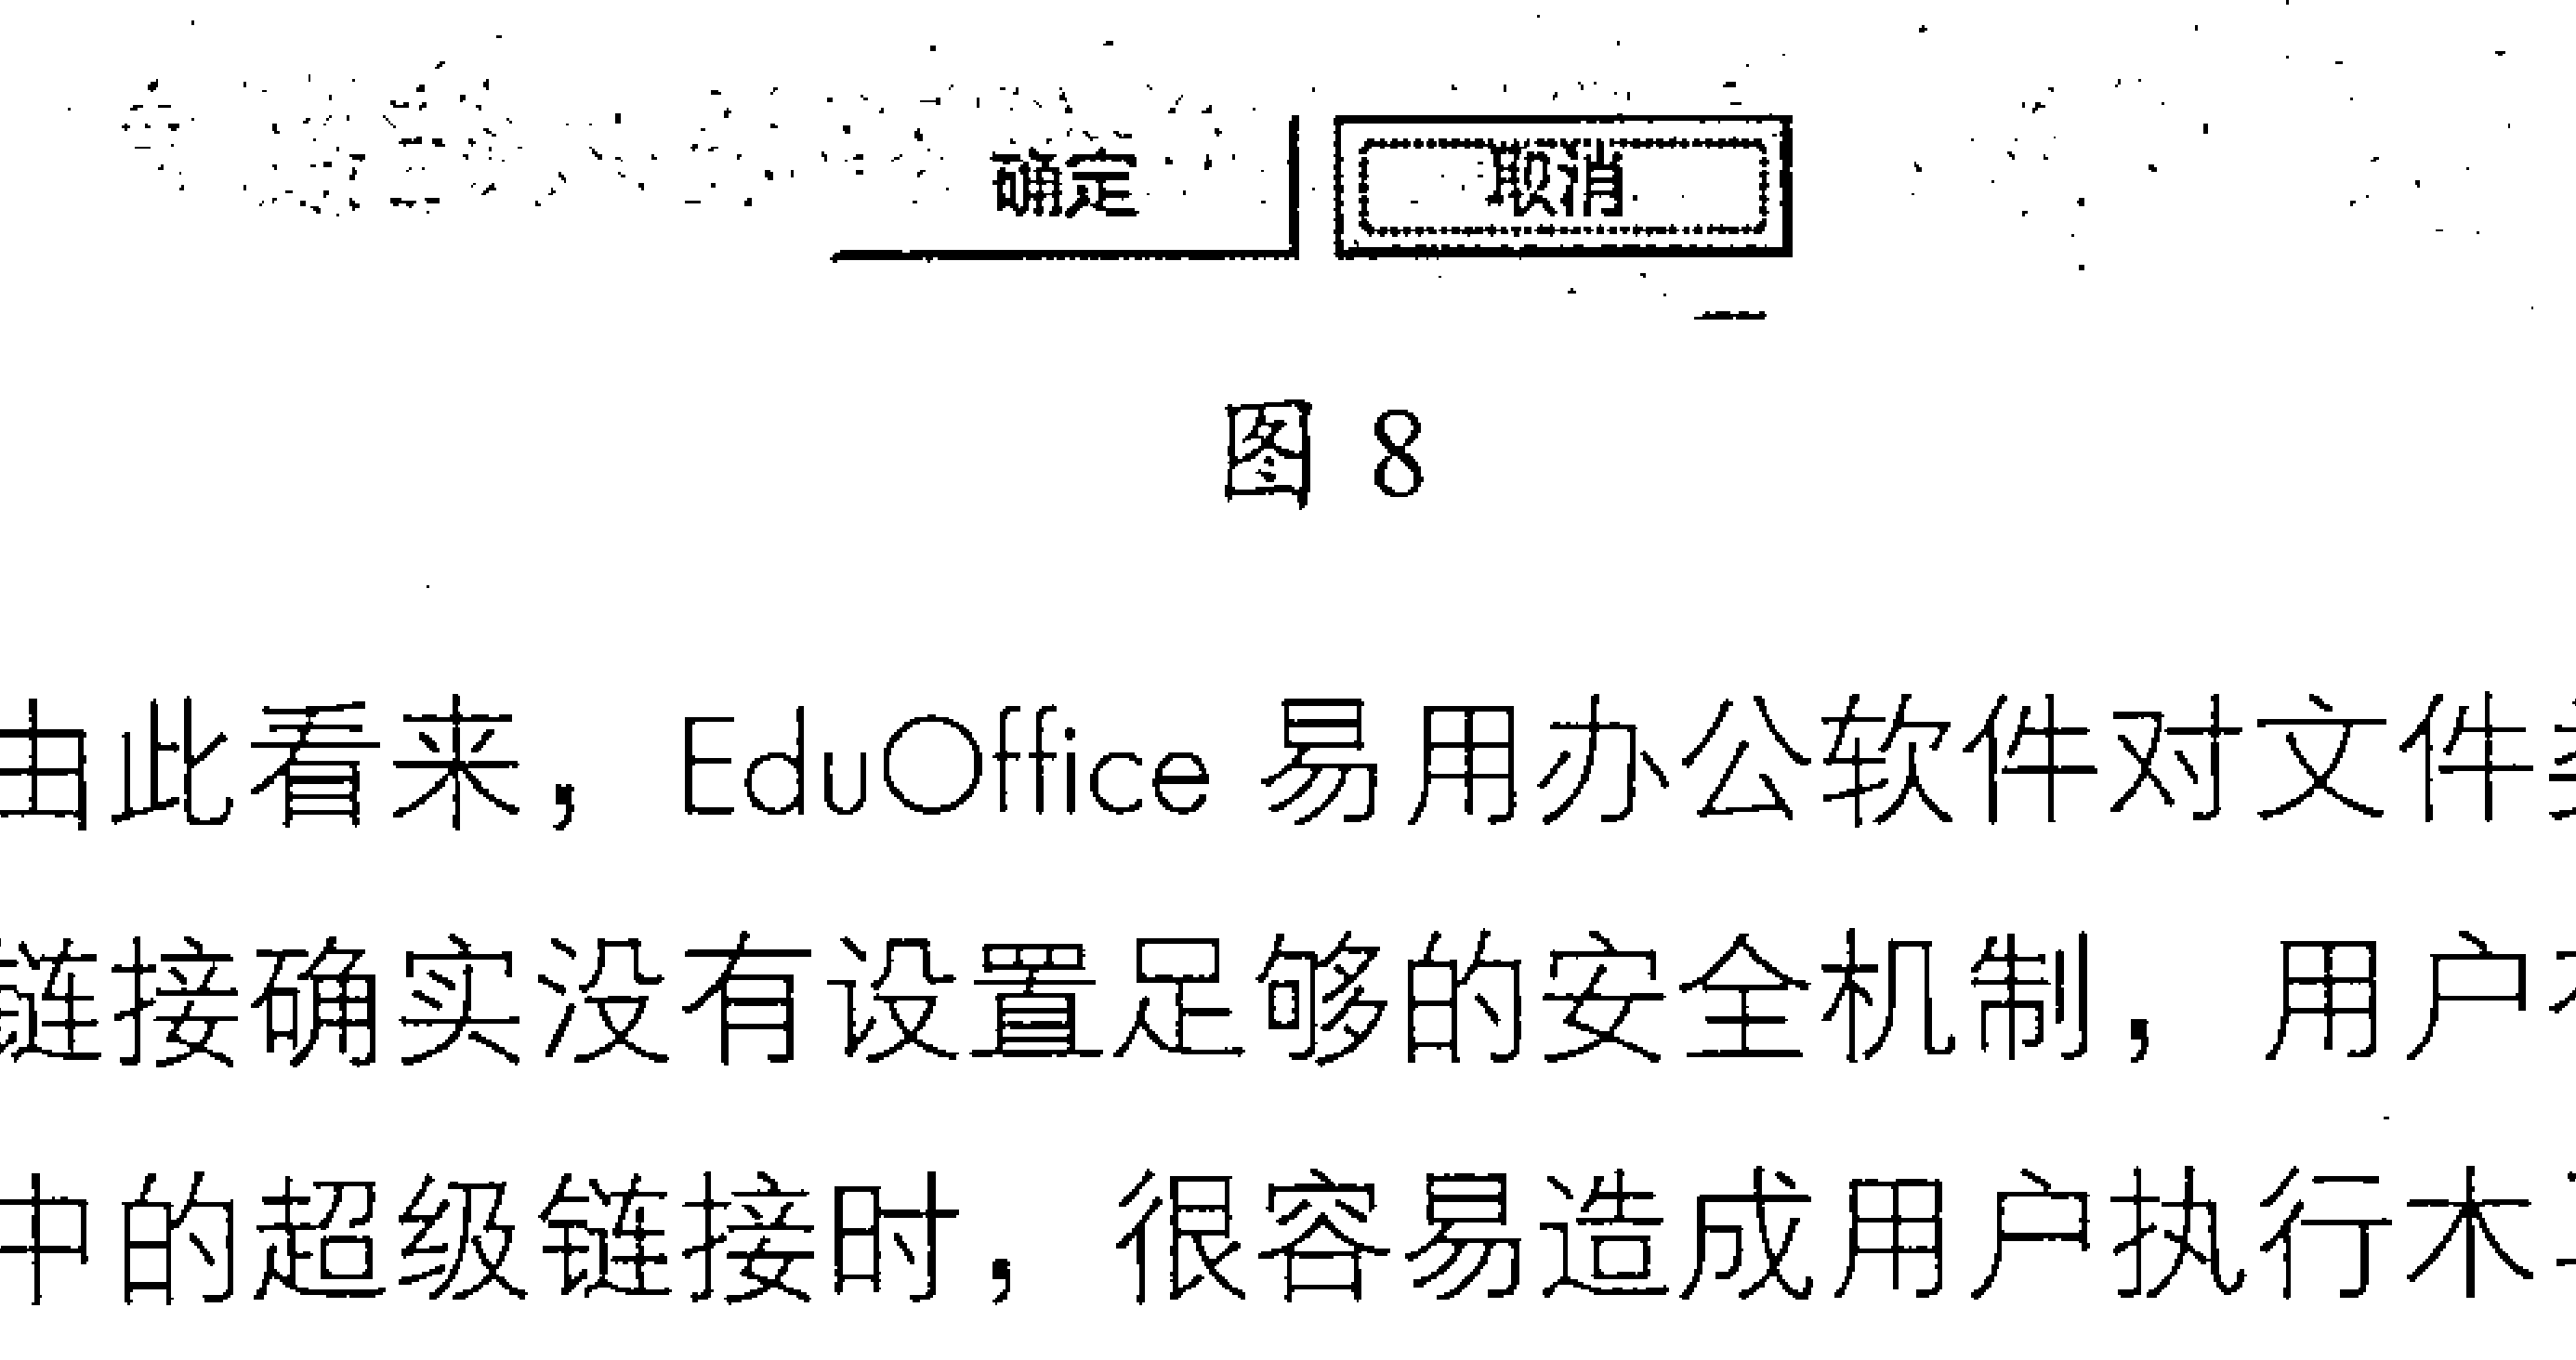 确定 取消
图 8
由此看来，EduOffice 易用办公软件对文件
链接确实没有设置足够的安全机制，用户
中的超级链接时，很容易造成用户执行木